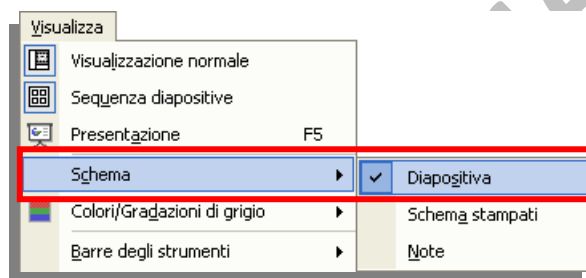 Visualizza
Visualizzazione normale
Sequenza diapositive
Presentazione F5
Schema Diapositiva
Colori/Gradazioni di grigio Schema stampati
Barre degli strumenti Note